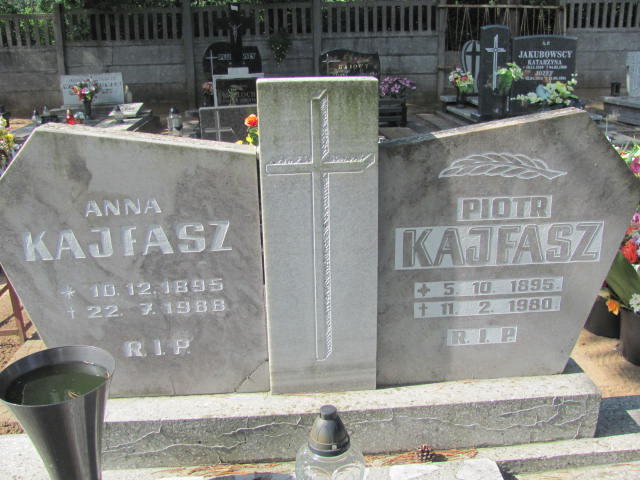 ANNA
KAJFASZ
* 10.12.1895
† 22.7.1988
R.I.P.
PIOTR
KAJFASZ
* 5.10.1895.
† 11.2.1980
R.I.P.
JAKUBOWSCY
KATARZYNA
JÓZEF